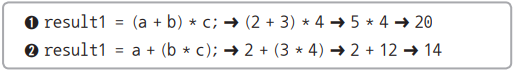 ❶ result1 = (a + b) * c; ➜ (2 + 3) * 4 ➜ 5 * 4 ➜ 20
❷ result1 = a + (b * c); ➜ 2 + (3 * 4) ➜ 2 + 12 ➜ 14